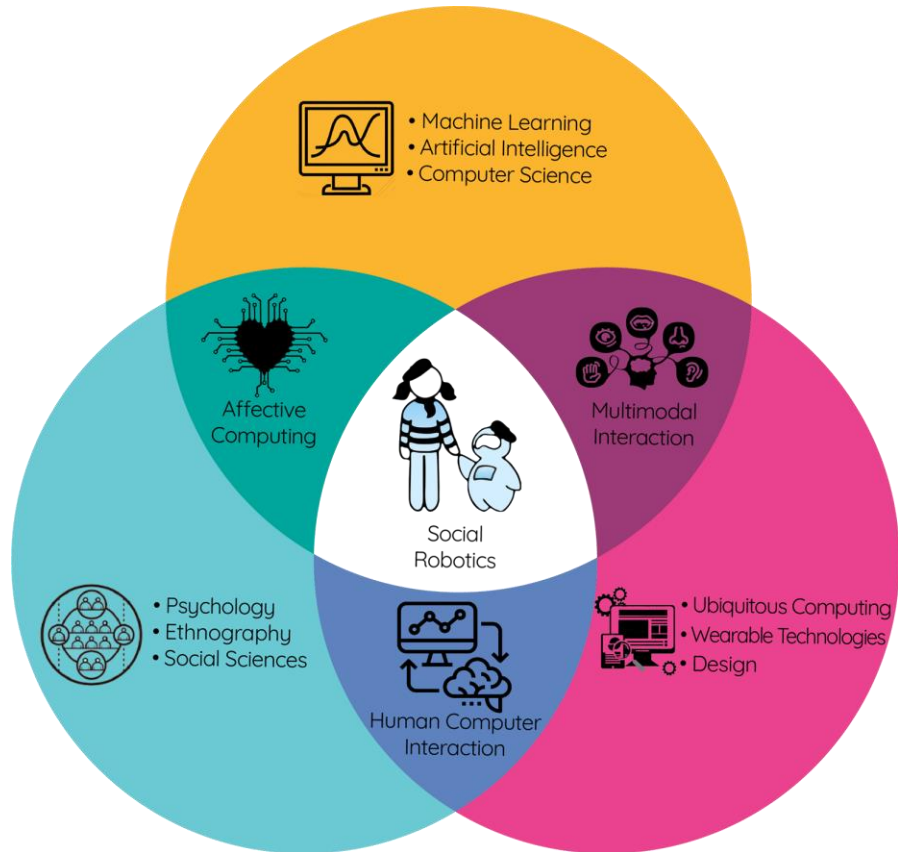 • Machine Learning
• Artificial Intelligence
• Computer Science
Affective
Computing
Multimodal
Interaction
Social
Robotics
• Psychology
• Ethnography
• Social Sciences
• Ubiquitous Computing
• Wearable Technologies
• Design
Human Computer
Interaction